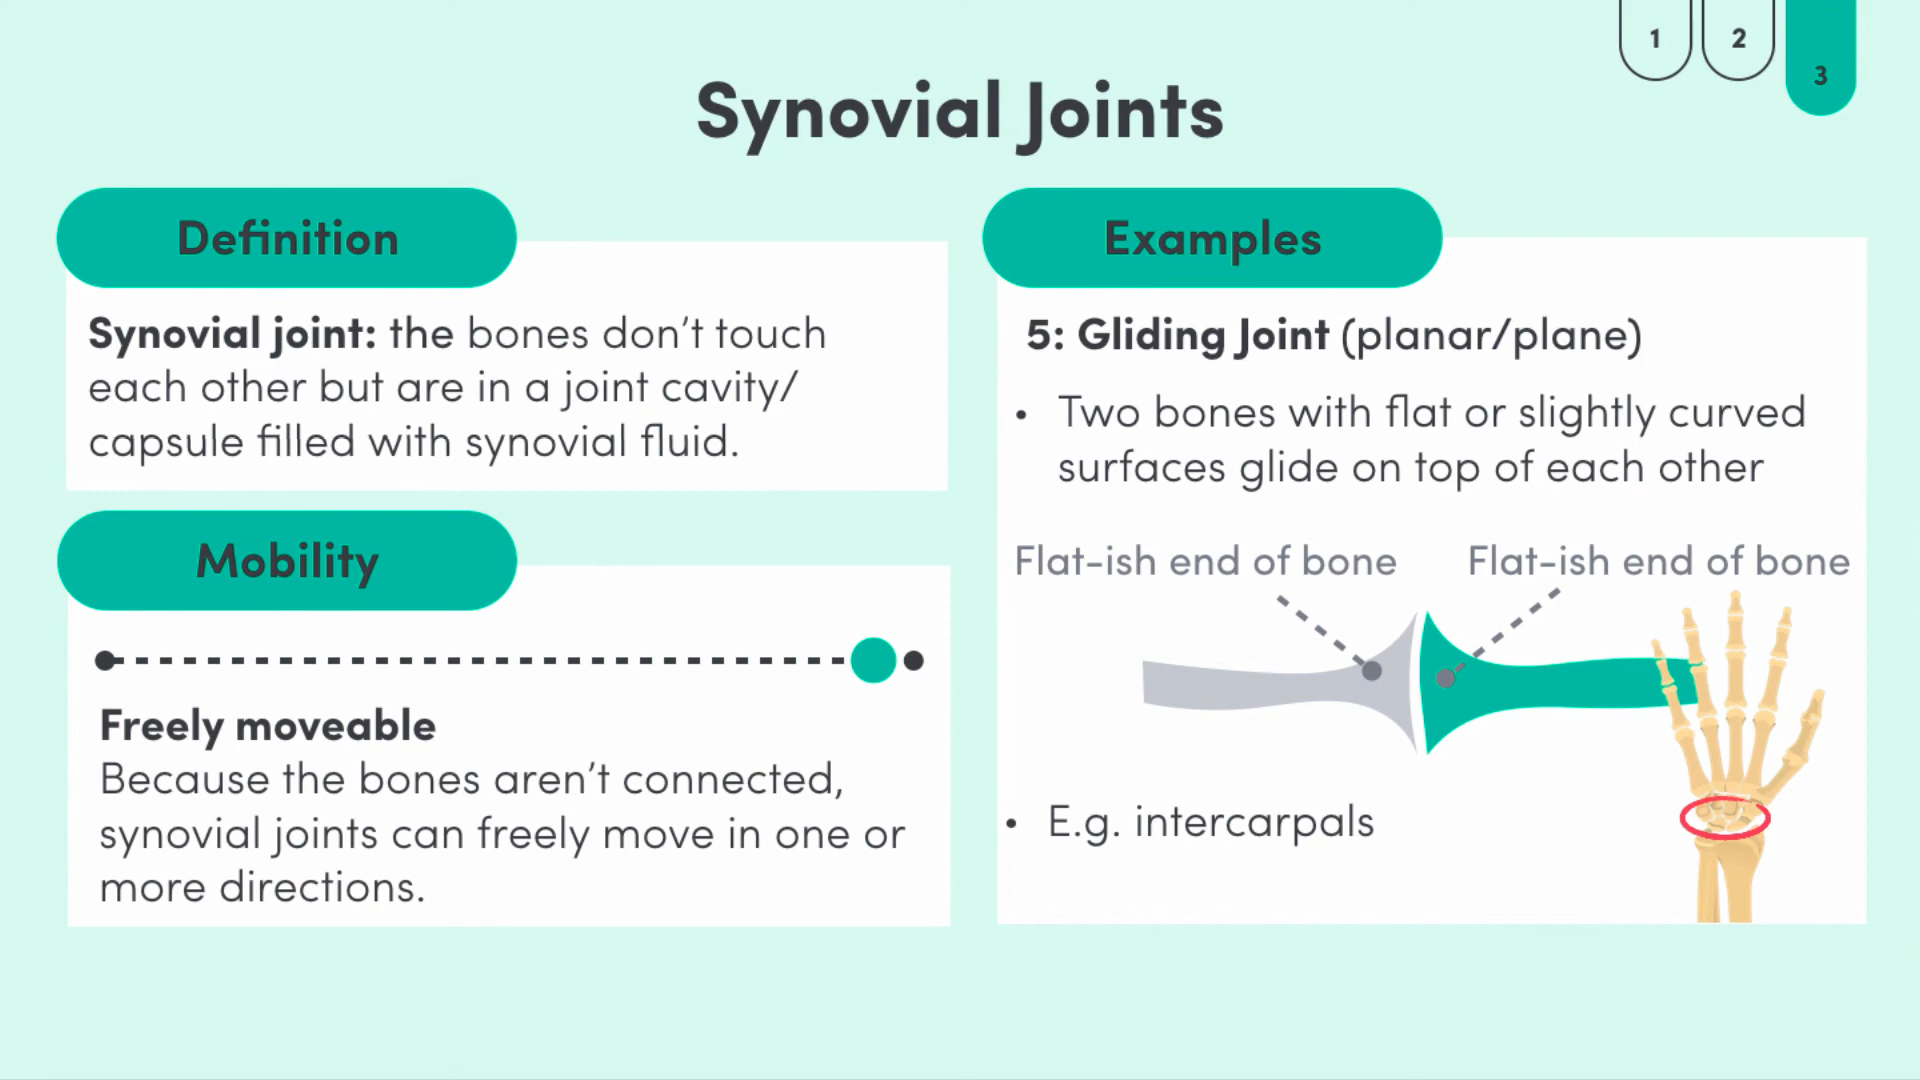 1
2
3
Synovial Joints
Definition
Synovial joint: the bones don't touch
each other but are in a joint cavity/
capsule filled with synovial fluid.
Mobility
Freely moveable
Because the bones aren't connected,
synovial joints can freely move in one or
more directions.
Examples
5: Gliding Joint (planar/plane)
• Two bones with flat or slightly curved
surfaces glide on top of each other
Flat-ish end of bone
Flat-ish end of bone
• E.g. intercarpals